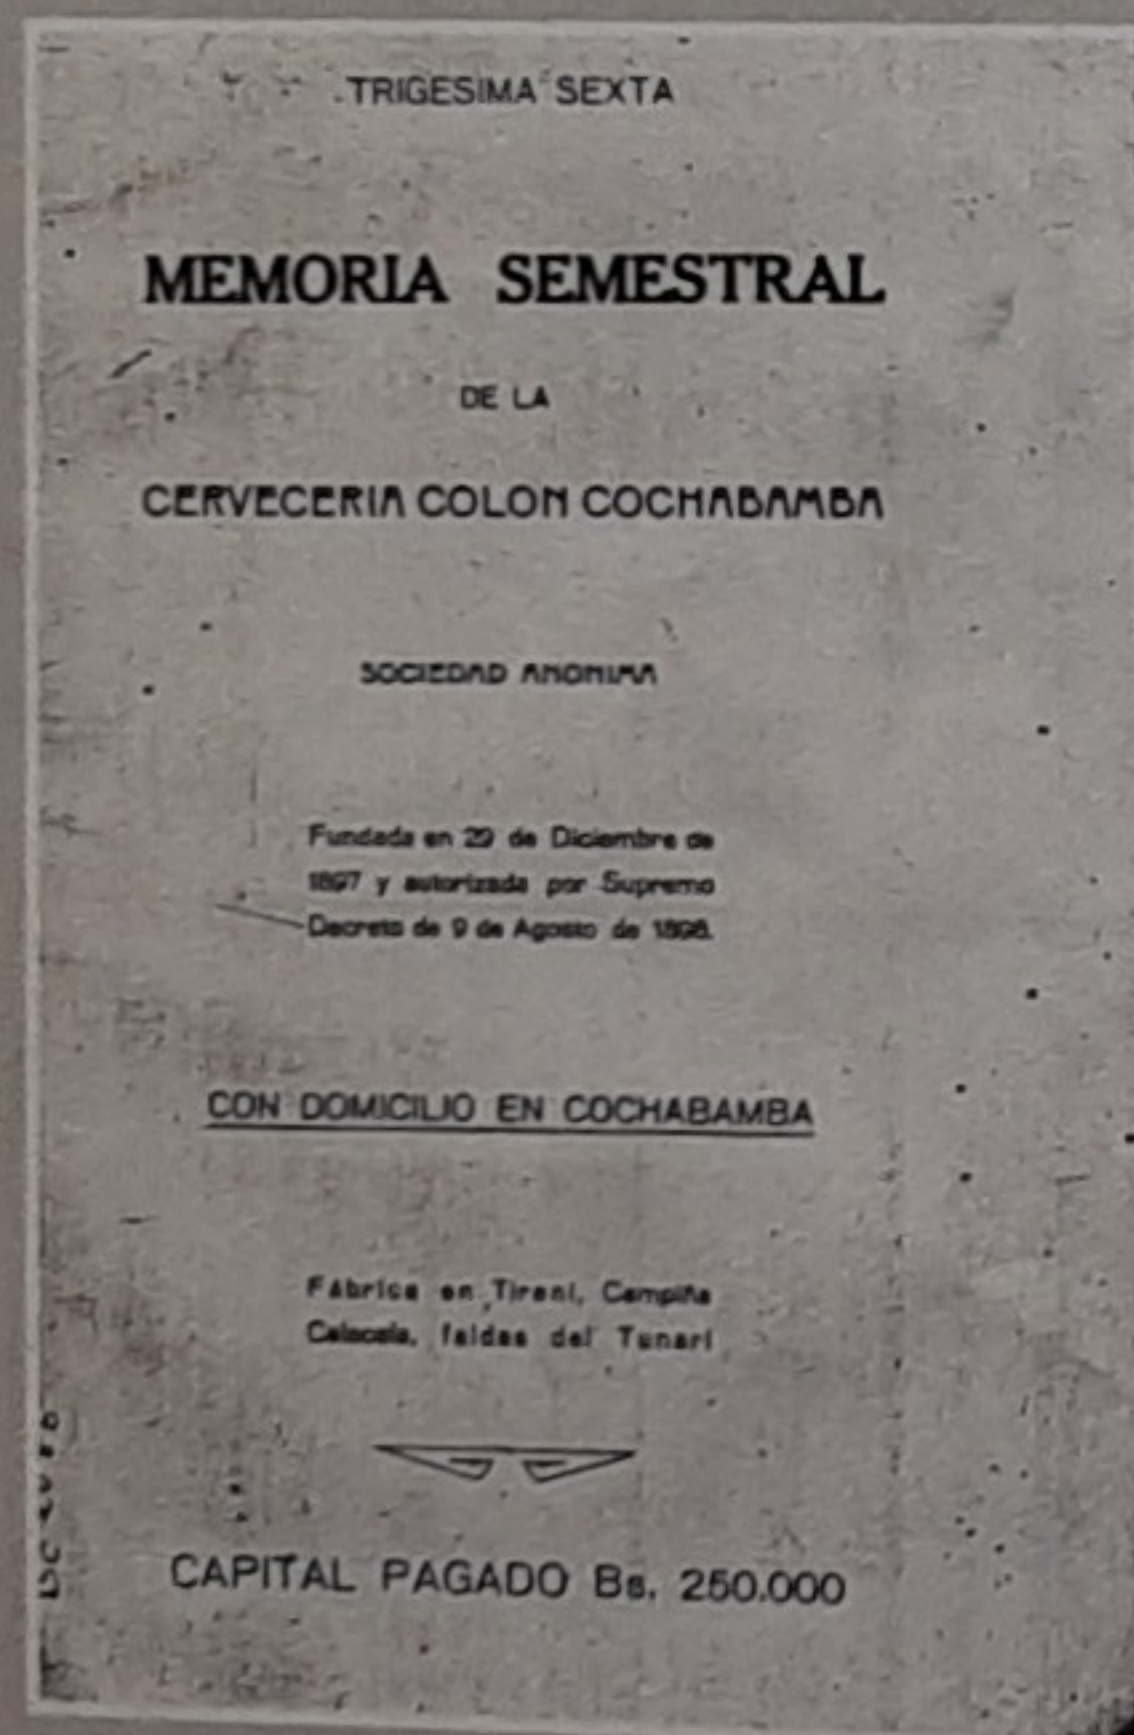 TRIGESIMA SEXTA
MEMORIA SEMESTRAL
DE LA
CERVECERIA COLON COCHABAMBA
SOCIEDAD ANONIMA
Fundada en 29 de Diciembre de
1897 y autorizada por Supremo
Decreto de 9 de Agosto de 1898.
CON DOMICILIO EN COCHABAMBA
Fábrica en Tirani, Campiña
Calacala, faldas del Tunari
CAPITAL PAGADO Bs. 250.000